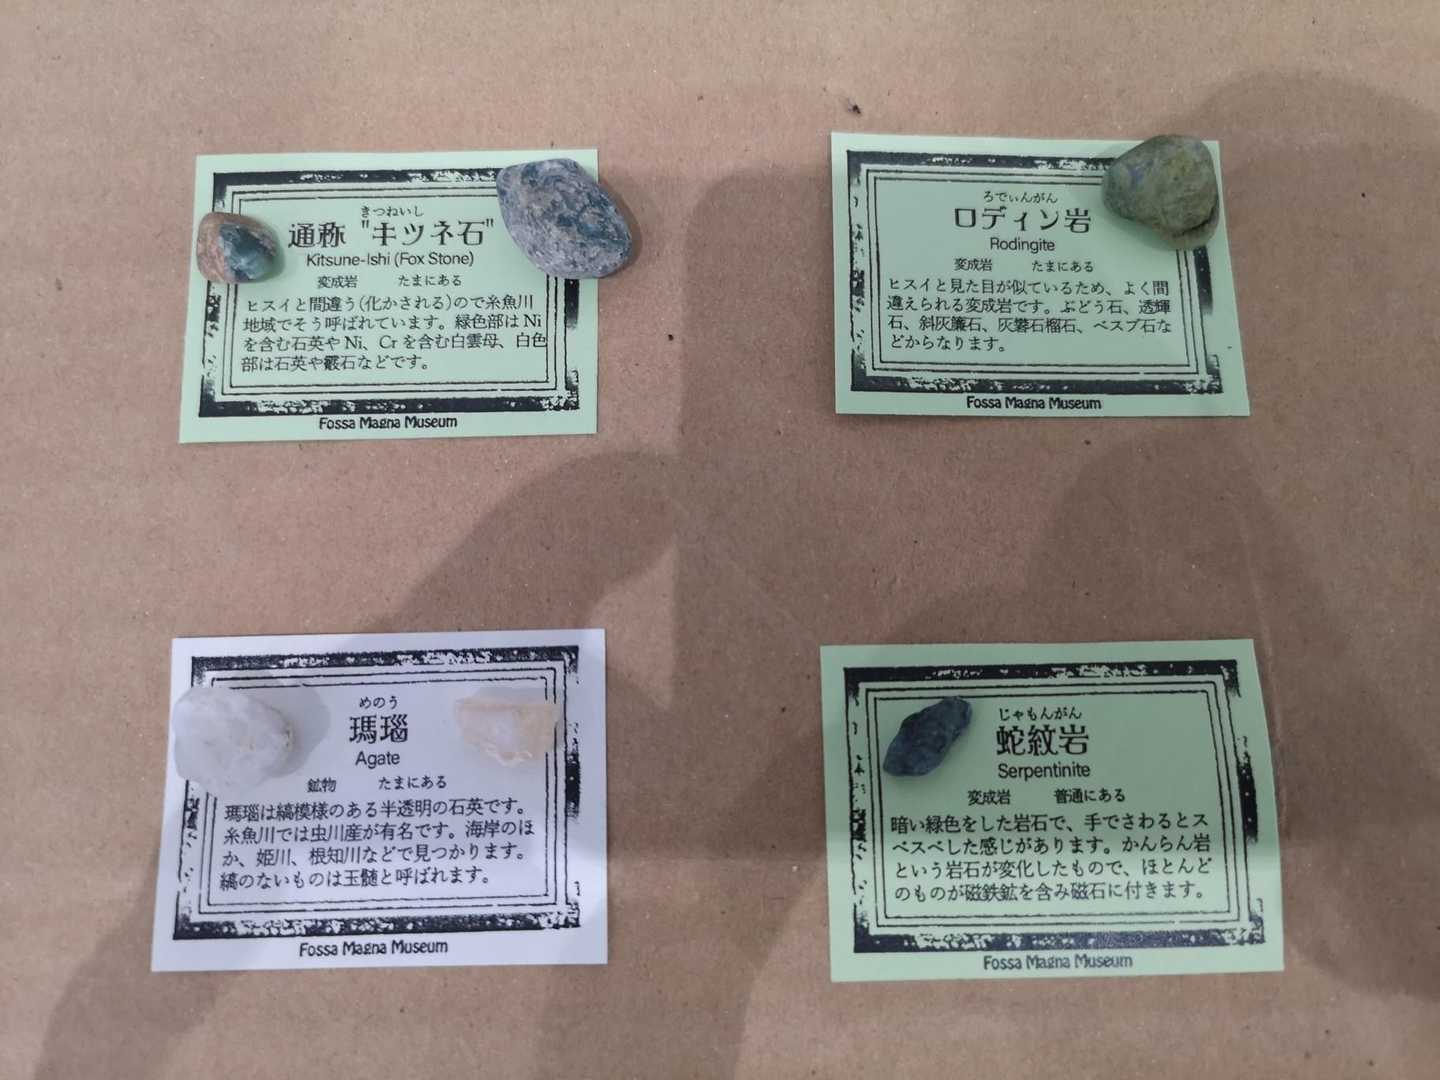 きつねいし
通称 "キツネ石"
Kitsune-Ishi (Fox Stone)
変成岩　たまにある
ヒスイと間違う(化かされる)ので糸魚川
地域でそう呼ばれています。緑色部は Ni
を含む石英や Ni、Cr を含む白雲母、白色
部は石英や霰石などです。
Fossa Magna Museum
ろでぃんがん
ロディン岩
Rodingite
変成岩　たまにある
ヒスイと見た目が似ているため、よく間
違えられる変成岩です。ぶどう石、透輝
石、斜灰簾石、灰礬石榴石、ベスブ石な
どからなります。
Fossa Magna Museum
めのう
瑪瑙
Agate
鉱物　たまにある
瑪瑙は縞模様のある半透明の石英です。
糸魚川では虫川産が有名です。海岸のほ
か、姫川、根知川などで見つかります。
縞のないものは玉髄と呼ばれます。
Fossa Magna Museum
じゃもんがん
蛇紋岩
Serpentinite
変成岩　普通にある
暗い緑色をした岩石で、手でさわるとス
ベスベした感じがあります。かんらん岩
という岩石が変化したもので、ほとんど
のものが磁鉄鉱を含み磁石に付きます。
Fossa Magna Museum